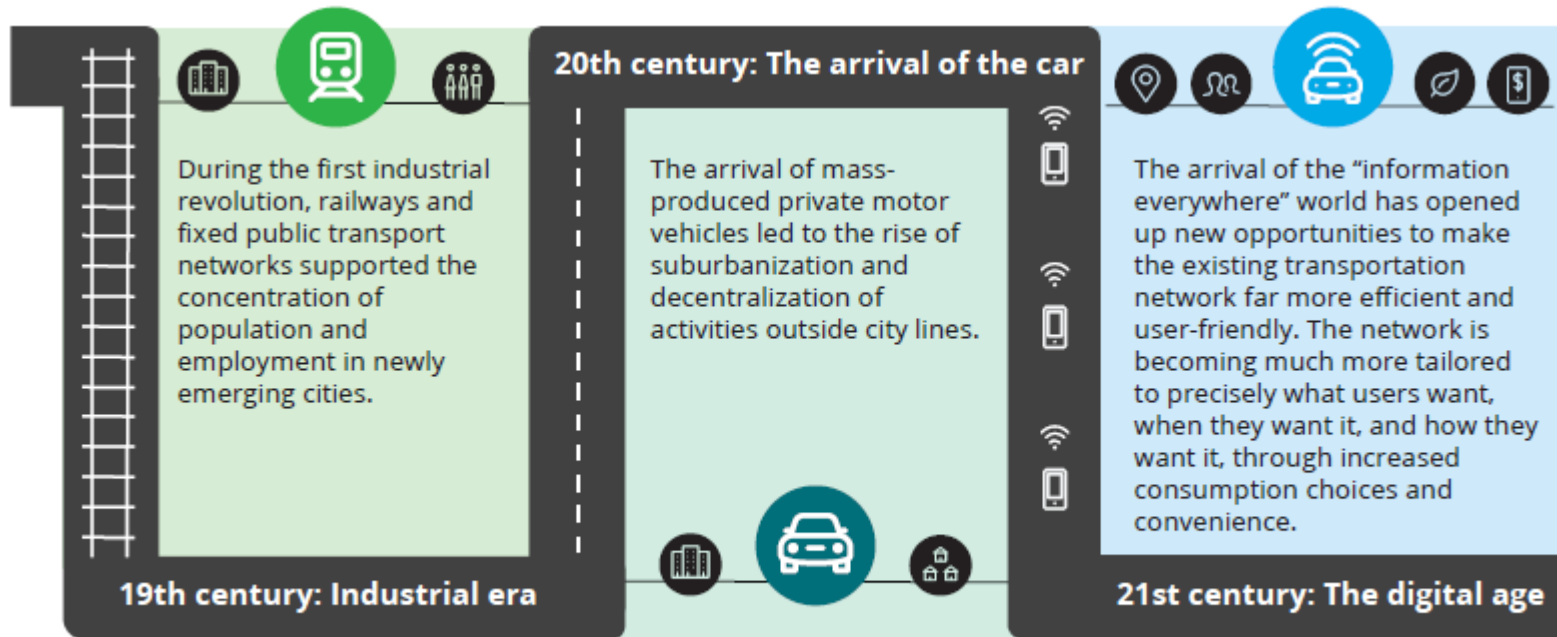 During the first industrial
revolution, railways and
fixed public transport
networks supported the
concentration of
population and
employment in newly
emerging cities.
19th century: Industrial era
20th century: The arrival of the car
The arrival of mass-
produced private motor
vehicles led to the rise of
suburbanization and
decentralization of
activities outside city lines.
$
The arrival of the “information
everywhere” world has opened
up new opportunities to make
the existing transportation
network far more efficient and
user-friendly. The network is
becoming much more tailored
to precisely what users want,
when they want it, and how they
want it, through increased
consumption choices and
convenience.
21st century: The digital age